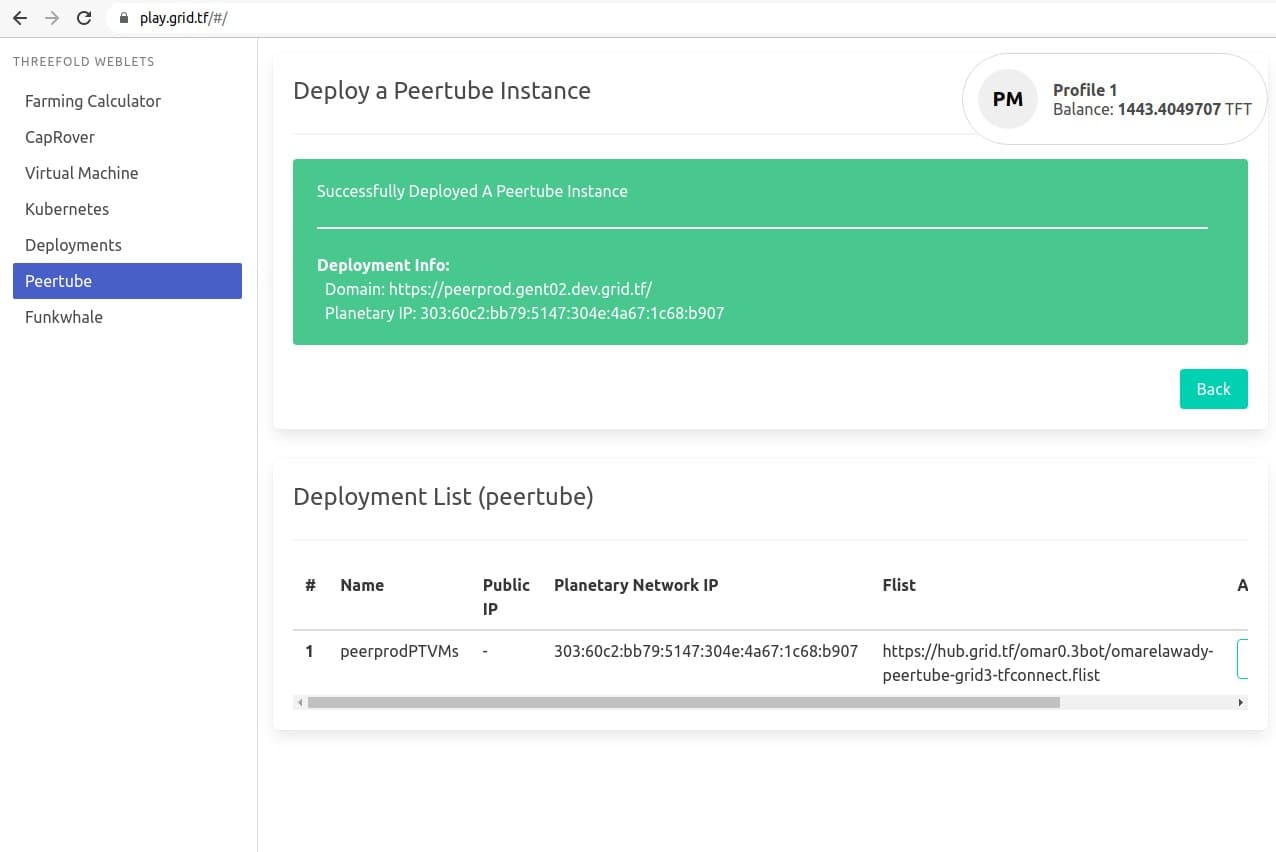 play.grid.tf/#/
THREEFOLD WEBLETS
Farming Calculator
CapRover
Virtual Machine
Kubernetes
Deployments
Peertube
Funkwhale
Deploy a Peertube Instance
PM
Profile 1
Balance: 1443.4049707 TFT
Successfully Deployed A Peertube Instance
Deployment Info:
Domain: https://peerprod.gent02.dev.grid.tf/
Planetary IP: 303:60c2:bb79:5147:304e:4a67:1c68:b907
Back
Deployment List (peertube)
# Name Public IP Planetary Network IP Flist A
1 peerprodPTVMs - 303:60c2:bb79:5147:304e:4a67:1c68:b907 https://hub.grid.tf/omar0.3bot/omarelawady-
peertube-grid3-tfconnect.flist